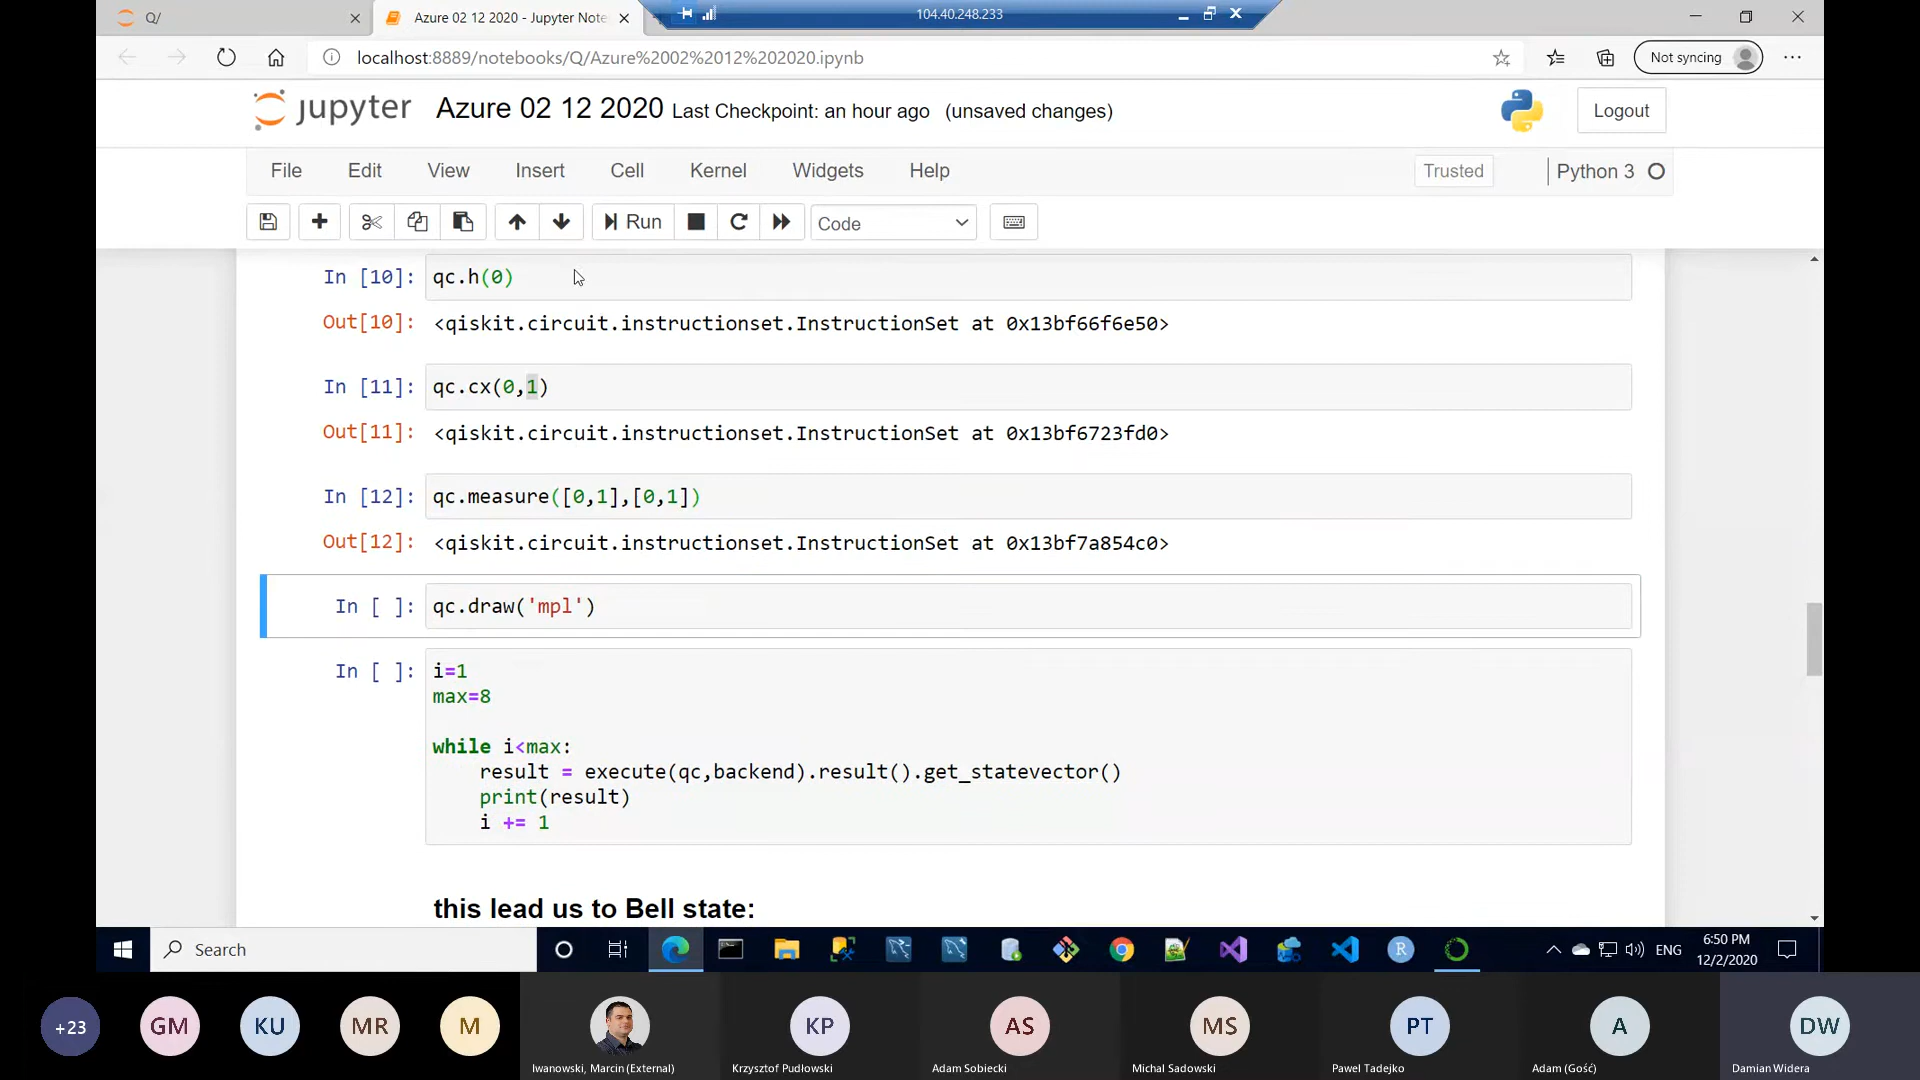 Q/
Azure 02 12 2020 - Jupyter Note
104.40.248.233
localhost:8889/notebooks/Q/Azure%2002%2012%202020.ipynb
Not syncing
jupyter Azure 02 12 2020 Last Checkpoint: an hour ago (unsaved changes)
Logout
File Edit View Insert Cell Kernel Widgets Help
Trusted
Python 3
Run
Code
In [10]: qc.h(0)
Out[10]: <qiskit.circuit.instructionset.InstructionSet at 0x13bf66f6e50>
In [11]: qc.cx(0,1)
Out[11]: <qiskit.circuit.instructionset.InstructionSet at 0x13bf6723fd0>
In [12]: qc.measure([0,1],[0,1])
Out[12]: <qiskit.circuit.instructionset.InstructionSet at 0x13bf7a854c0>
In [ ]: qc.draw('mpl')
In [ ]: i=1
max=8
while i<max:
result = execute(qc,backend).result().get_statevector()
print(result)
i += 1
this lead us to Bell state:
Search
R
ENG
6:50 PM
12/2/2020
+23
GM
KU
MR
M
KP
AS
MS
PT
A
DW
Iwanowski, Marcin (External)
Krzysztof Pudłowski
Adam Sobiecki
Michal Sadowski
Pawel Tadejko
Adam (Gość)
Damian Widera